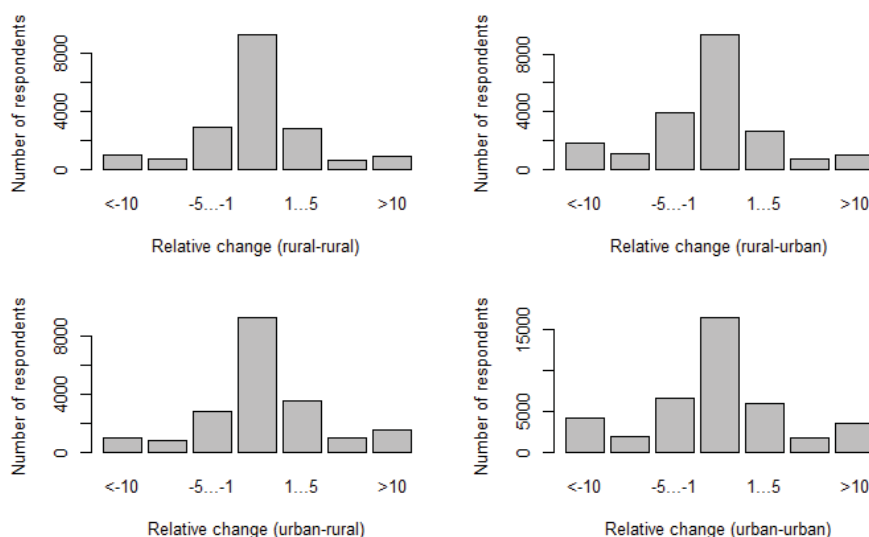 Number of respondents
8000
4000
0
<-10 -5...-1 1...5 >10
Relative change (rural-rural)
Number of respondents
8000
4000
0
<-10 -5...-1 1...5 >10
Relative change (rural-urban)
Number of respondents
8000
4000
0
<-10 -5...-1 1...5 >10
Relative change (urban-rural)
Number of respondents
15000
5000
0
<-10 -5...-1 1...5 >10
Relative change (urban-urban)